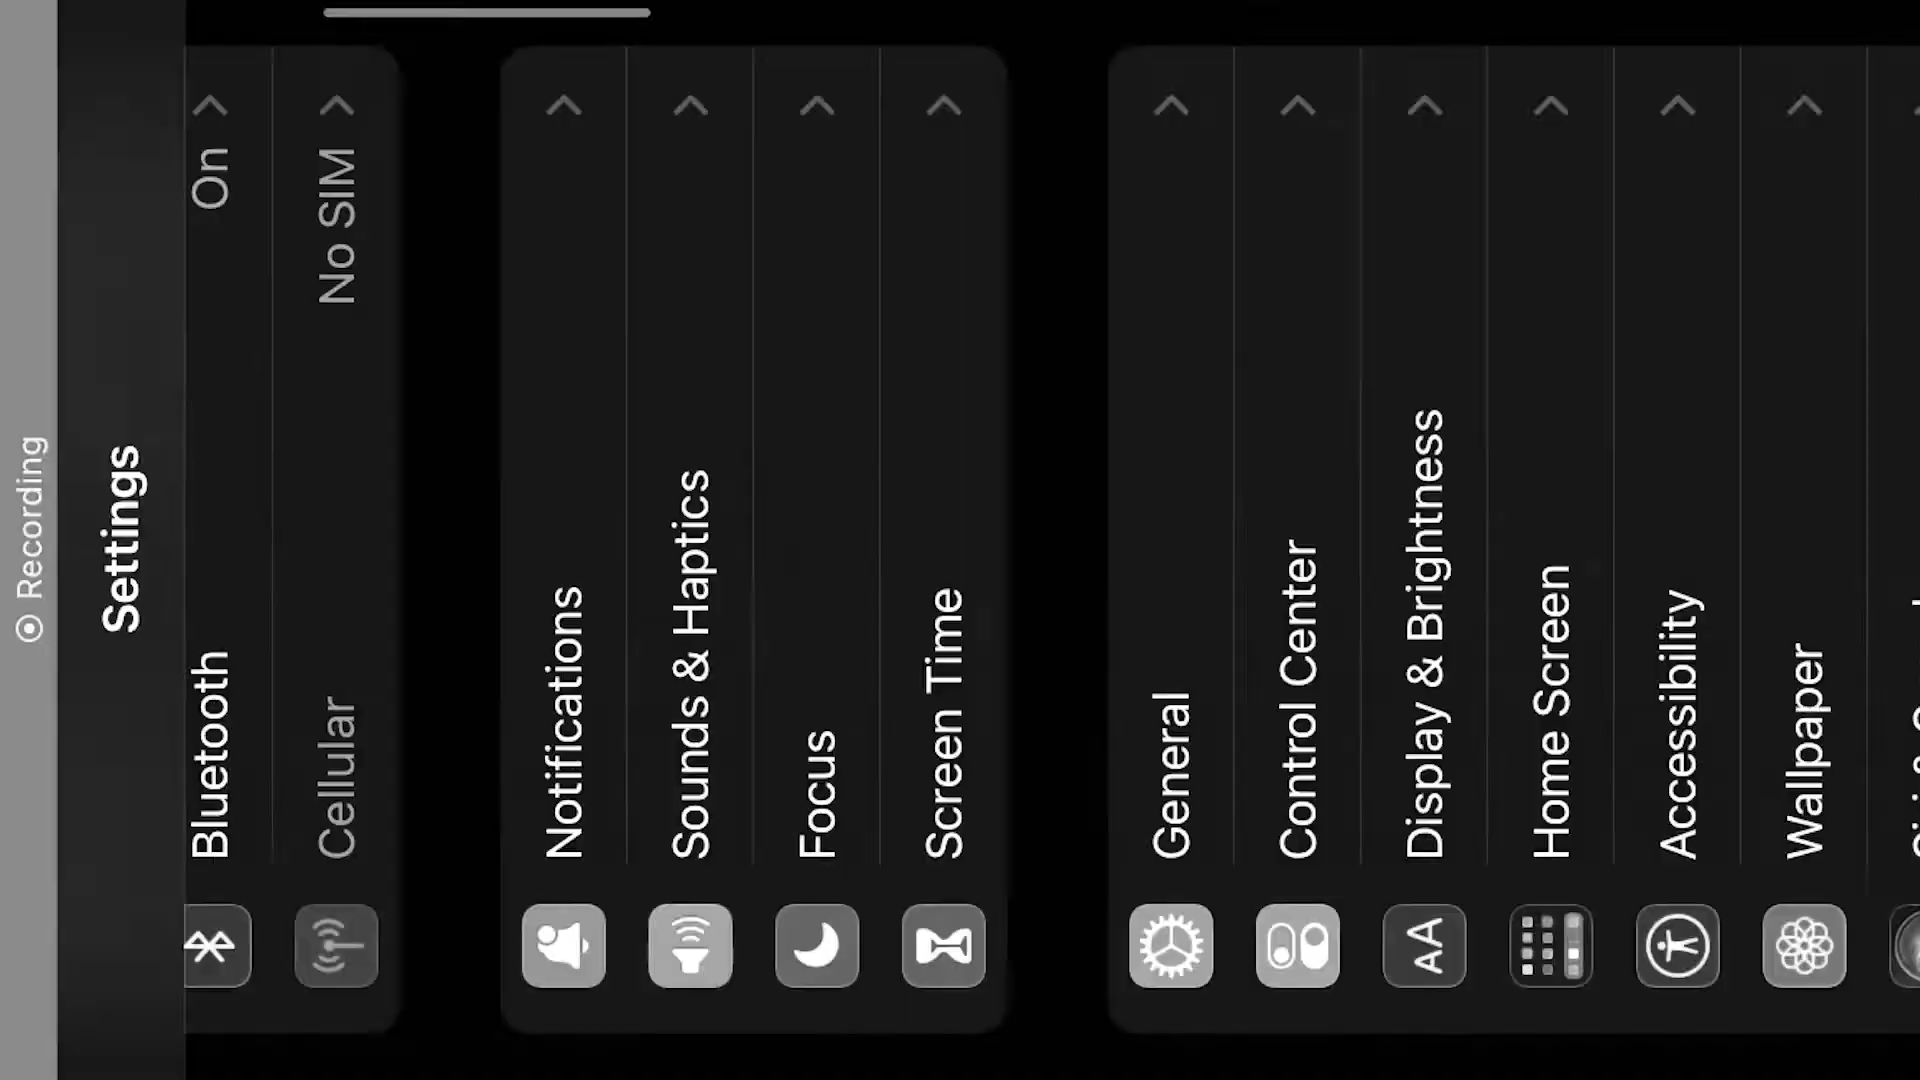 Recording
Settings
Bluetooth On
Cellular No SIM
Notifications
Sounds & Haptics
Focus
Screen Time
General
Control Center
Display & Brightness
AA
Home Screen
Accessibility
Wallpaper